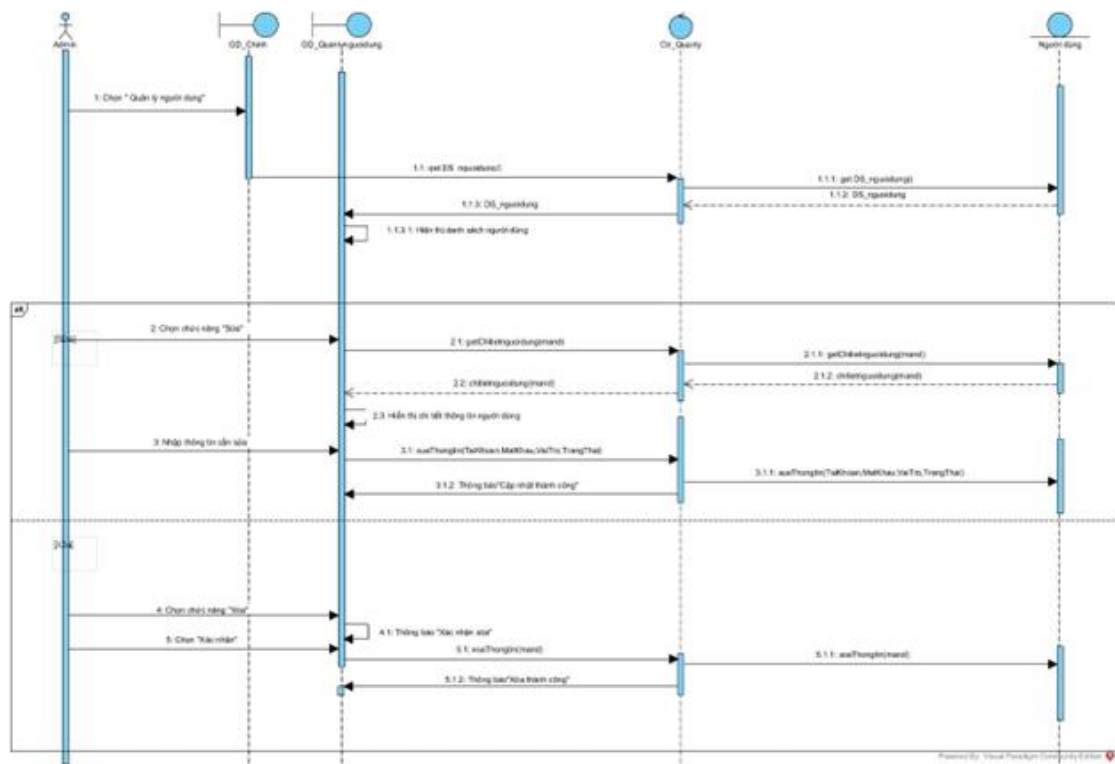 Admin
GD_Chính
GD_Quanlynguoidung
Ctr_Quanly
Người dùng
1: Chọn " Quản lý người dùng"
1.1: get DS_nguoidung()
1.1.1: get DS_nguoidung()
1.1.2: DS_nguoidung
1.1.3: DS_nguoidung
1.1.3.1: Hiển thị danh sách người dùng
alt
2: Chọn chức năng "Sửa"
2.1: getChitietnguoidung(mand)
2.1.1: getChitietnguoidung(mand)
2.1.2: chitietnguoidung(mand)
2.2: chitietnguoidung(mand)
2.3: Hiển thị chi tiết thông tin người dùng
3: Nhập thông tin cần sửa
3.1: suaThongtin(TaiKhoan,MatKhau,VaiTro,TrangThai)
3.1.1: suaThongtin(TaiKhoan,MatKhau,VaiTro,TrangThai)
3.1.2: Thông báo"Cập nhật thành công"
4: Chọn chức năng "Xóa"
4.1: Thông báo "Xác nhận xóa"
5: Chọn "Xác nhận"
5.1: xoaThongtin(mand)
5.1.1: xoaThongtin(mand)
5.1.2: Thông báo"Xóa thành công"
Powered By: Visual Paradigm Community Edition